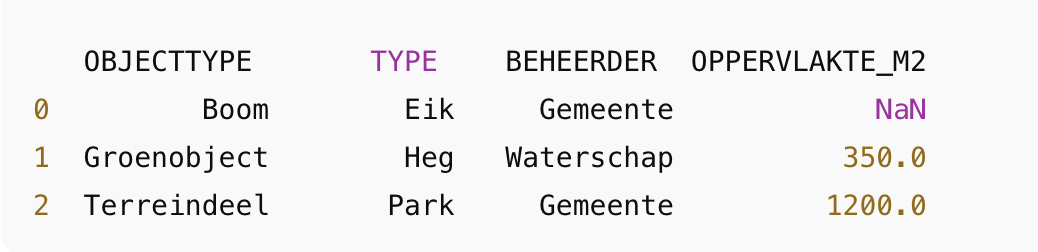 OBJECTTYPE TYPE BEHEERDER OPPERVLAKTE_M2
0 Boom Eik Gemeente NaN
1 Groenobject Heg Waterschap 350.0
2 Terreindeel Park Gemeente 1200.0